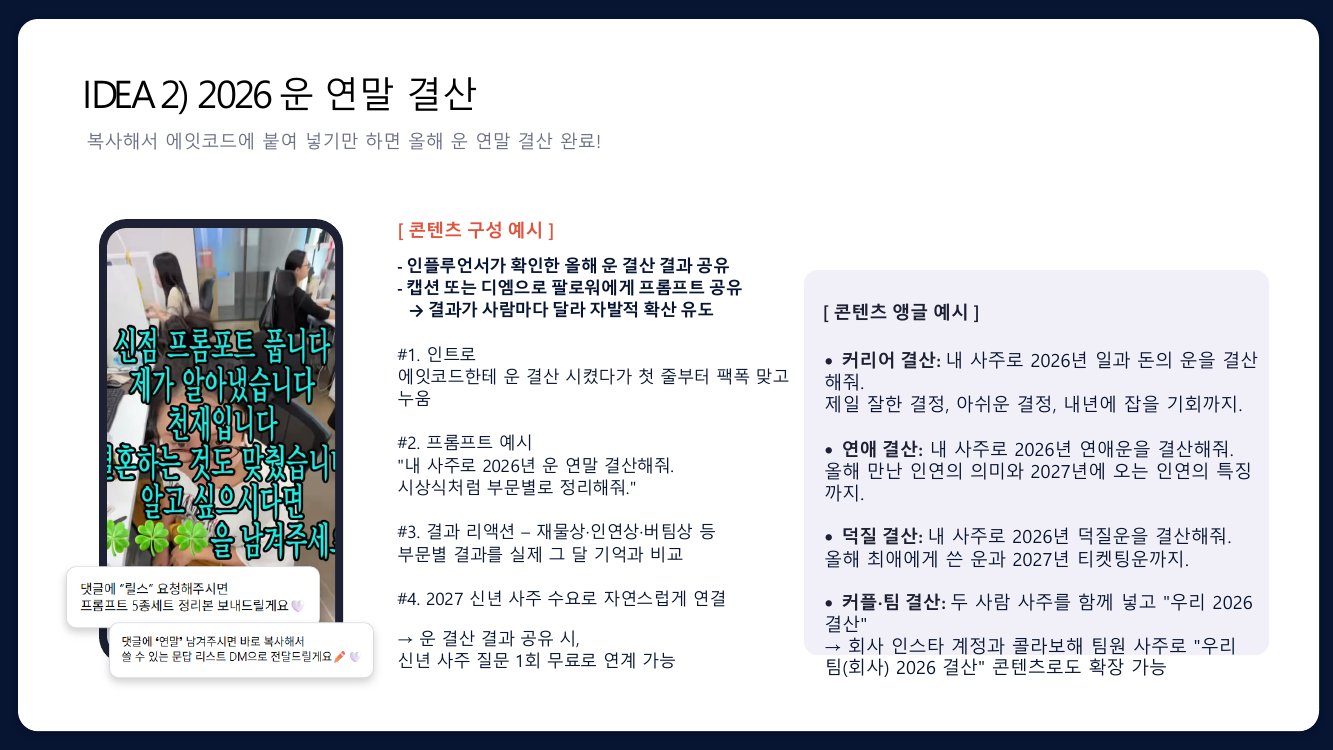 IDEA 2) 2026 운 연말 결산
복사해서 에잇코드에 붙여 넣기만 하면 올해 운 연말 결산 완료!
신점 프롬포트 풉니다
제가 알아냈습니다
천재입니다
결혼하는 것도 맞췄습니다
알고 싶으시다면
🍀🍀🍀을 남겨주세요
댓글에 “릴스” 요청해주시면
프롬프트 5종세트 정리본 보내드릴게요🤍
댓글에 ‘연말’ 남겨주시면 바로 복사해서
쓸 수 있는 문답 리스트 DM으로 전달드릴게요🖍️🤍
[ 콘텐츠 구성 예시 ]
- 인플루언서가 확인한 올해 운 결산 결과 공유
- 캡션 또는 디엠으로 팔로워에게 프롬프트 공유
→ 결과가 사람마다 달라 자발적 확산 유도
#1. 인트로
에잇코드한테 운 결산 시켰다가 첫 줄부터 팩폭 맞고
누움
#2. 프롬프트 예시
"내 사주로 2026년 운 연말 결산해줘.
시상식처럼 부문별로 정리해줘."
#3. 결과 리액션 – 재물상·인연상·버팀상 등
부문별 결과를 실제 그 달 기억과 비교
#4. 2027 신년 사주 수요로 자연스럽게 연결
→ 운 결산 결과 공유 시,
신년 사주 질문 1회 무료로 연계 가능
[ 콘텐츠 앵글 예시 ]
• 커리어 결산: 내 사주로 2026년 일과 돈의 운을 결산
해줘.
제일 잘한 결정, 아쉬운 결정, 내년에 잡을 기회까지.
• 연애 결산: 내 사주로 2026년 연애운을 결산해줘.
올해 만난 인연의 의미와 2027년에 오는 인연의 특징
까지.
• 덕질 결산: 내 사주로 2026년 덕질운을 결산해줘.
올해 최애에게 쓴 운과 2027년 티켓팅운까지.
• 커플·팀 결산: 두 사람 사주를 함께 넣고 "우리 2026
결산"
→ 회사 인스타 계정과 콜라보해 팀원 사주로 "우리
팀(회사) 2026 결산" 콘텐츠로도 확장 가능